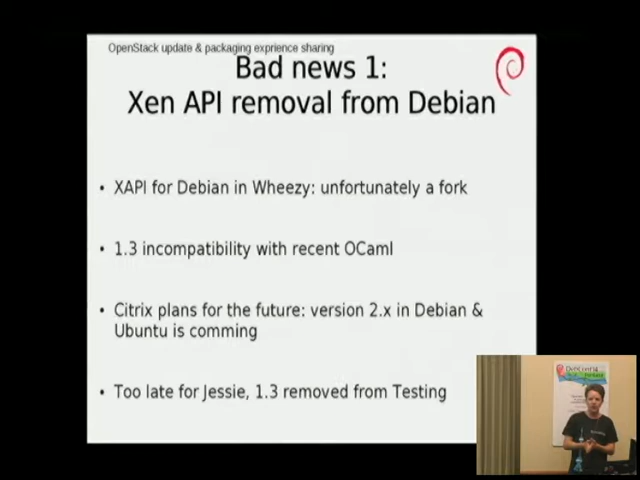 OpenStack update & packaging exprience sharing
Bad news 1:
Xen API removal from Debian
• XAPI for Debian in Wheezy: unfortunately a fork
• 1.3 incompatibility with recent OCaml
• Citrix plans for the future: version 2.x in Debian &
Ubuntu is comming
• Too late for Jessie, 1.3 removed from Testing